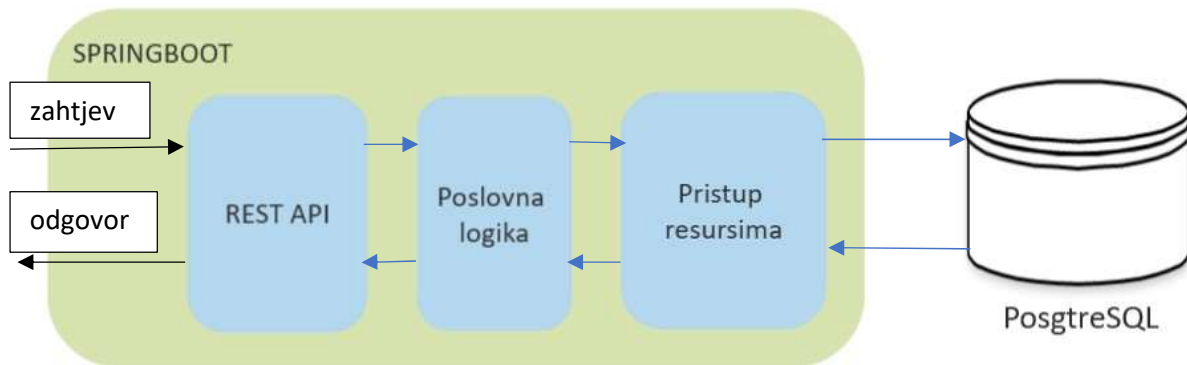 SPRINGBOOT
zahtjev
odgovor
REST API
Poslovna
logika
Pristup
resursima
PosgtreSQL